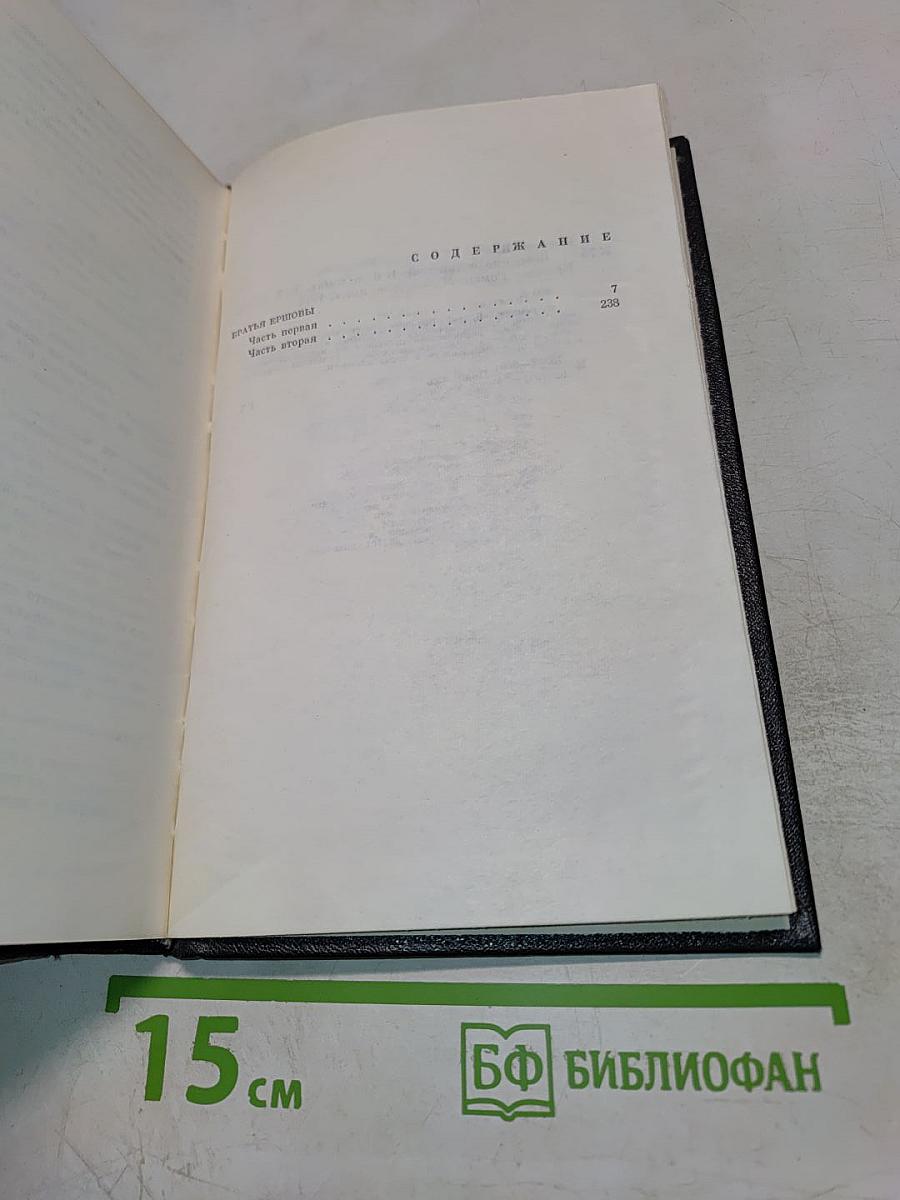 СОДЕРЖАНИЕ
БРАТЬЯ ЕРШОВЫ
Часть первая . . . . . . . . . . . . . . . . 7
Часть вторая . . . . . . . . . . . . . . . . 238
15 см
БФ БИБЛИОФАН